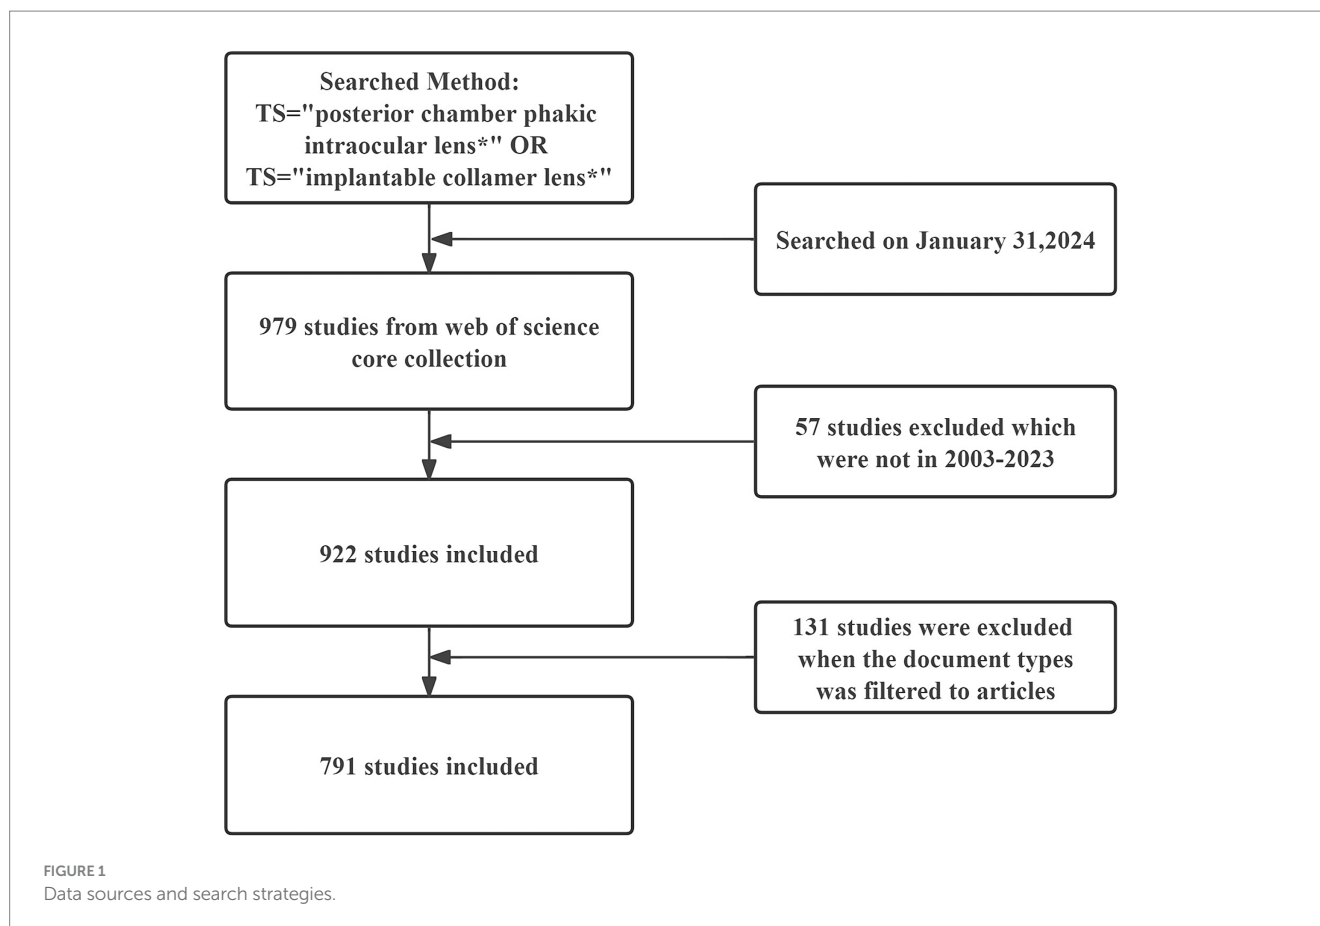 Searched Method:
TS="posterior chamber phakic
intraocular lens*" OR
TS="implantable collamer lens*"
Searched on January 31,2024
979 studies from web of science
core collection
57 studies excluded which
were not in 2003-2023
922 studies included
131 studies were excluded
when the document types
was filtered to articles
791 studies included
FIGURE 1
Data sources and search strategies.